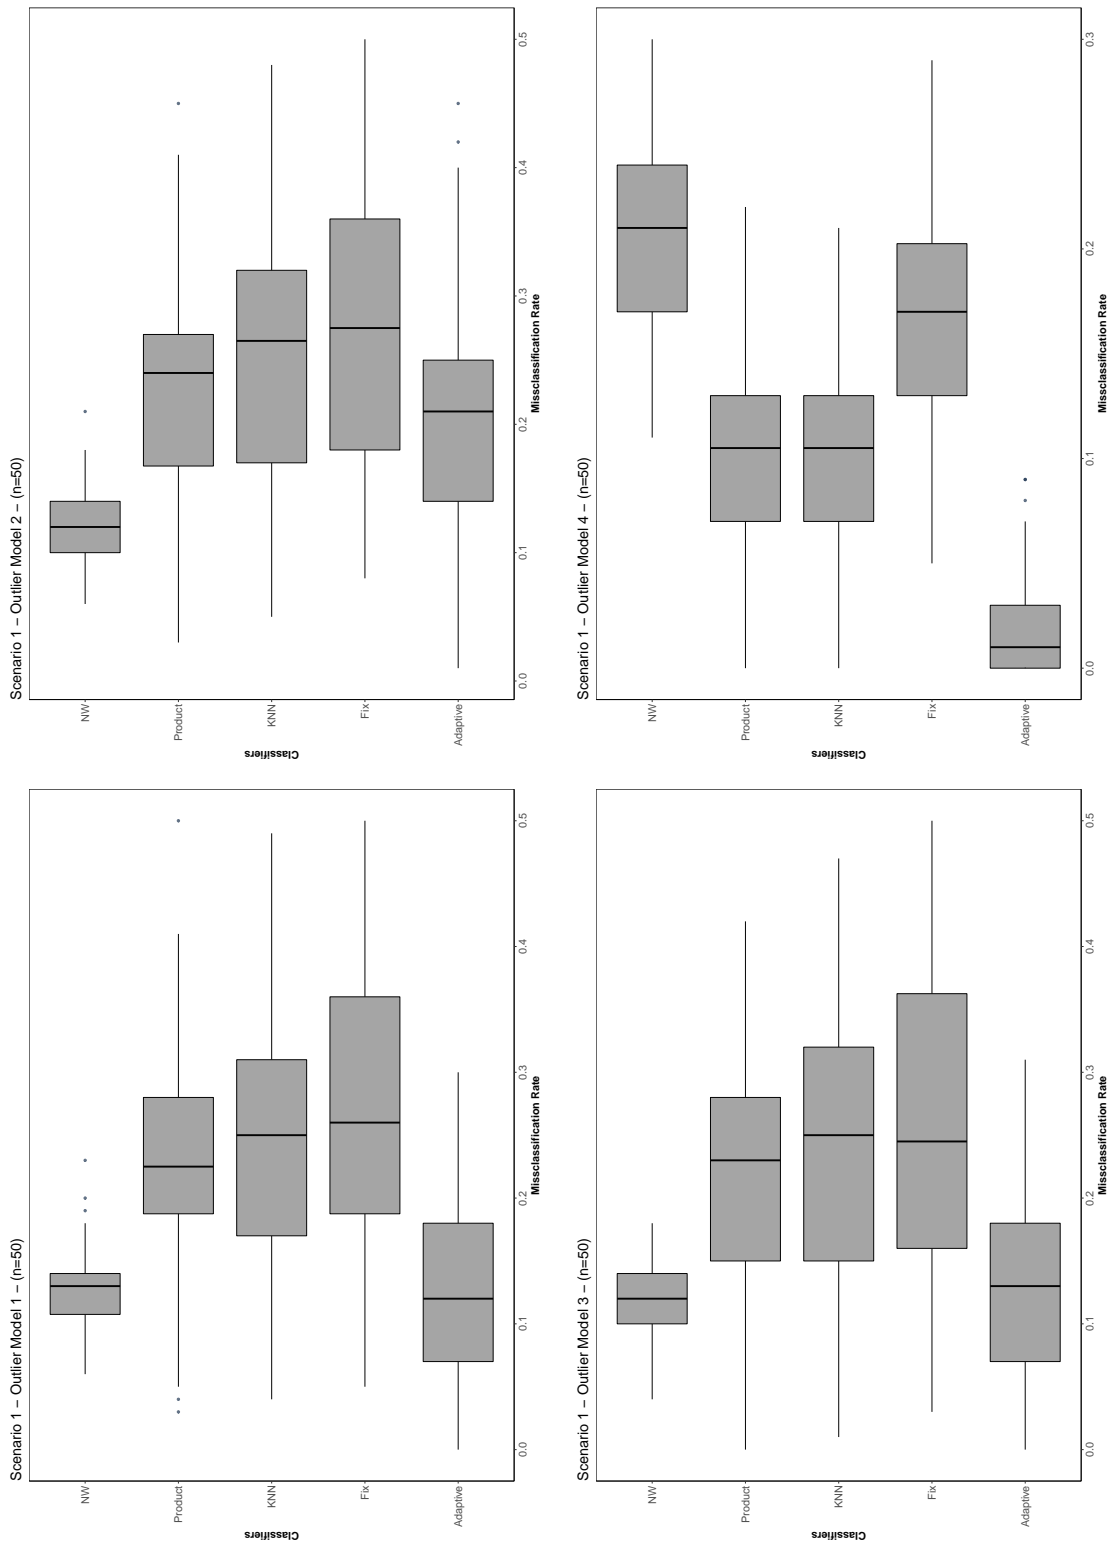 Scenario 1 − Outlier Model 1 − (n=50)
Classifiers
NW
Product
KNN
Fix
Adaptive
0.0 0.1 0.2 0.3 0.4 0.5
Missclassification Rate
Scenario 1 − Outlier Model 2 − (n=50)
Classifiers
NW
Product
KNN
Fix
Adaptive
0.0 0.1 0.2 0.3 0.4 0.5
Missclassification Rate
Scenario 1 − Outlier Model 3 − (n=50)
Classifiers
NW
Product
KNN
Fix
Adaptive
0.0 0.1 0.2 0.3 0.4 0.5
Missclassification Rate
Scenario 1 − Outlier Model 4 − (n=50)
Classifiers
NW
Product
KNN
Fix
Adaptive
0.0 0.1 0.2 0.3
Missclassification Rate